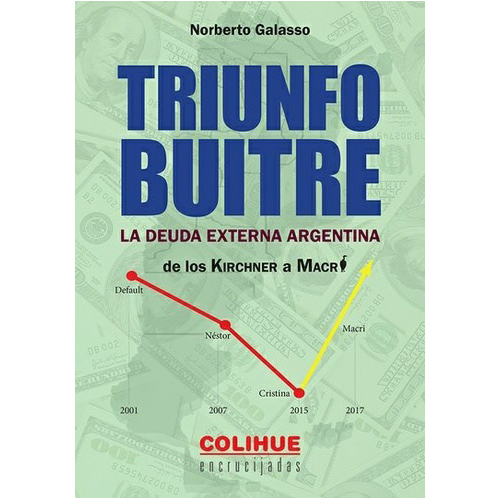 Norberto Galasso
TRIUNFO
BUITRE
LA DEUDA EXTERNA ARGENTINA
de los KIRCHNER a MACRI
Default
Néstor
Macri
Cristina
2001 2007 2015 2017
COLIHUE
encrucijadas